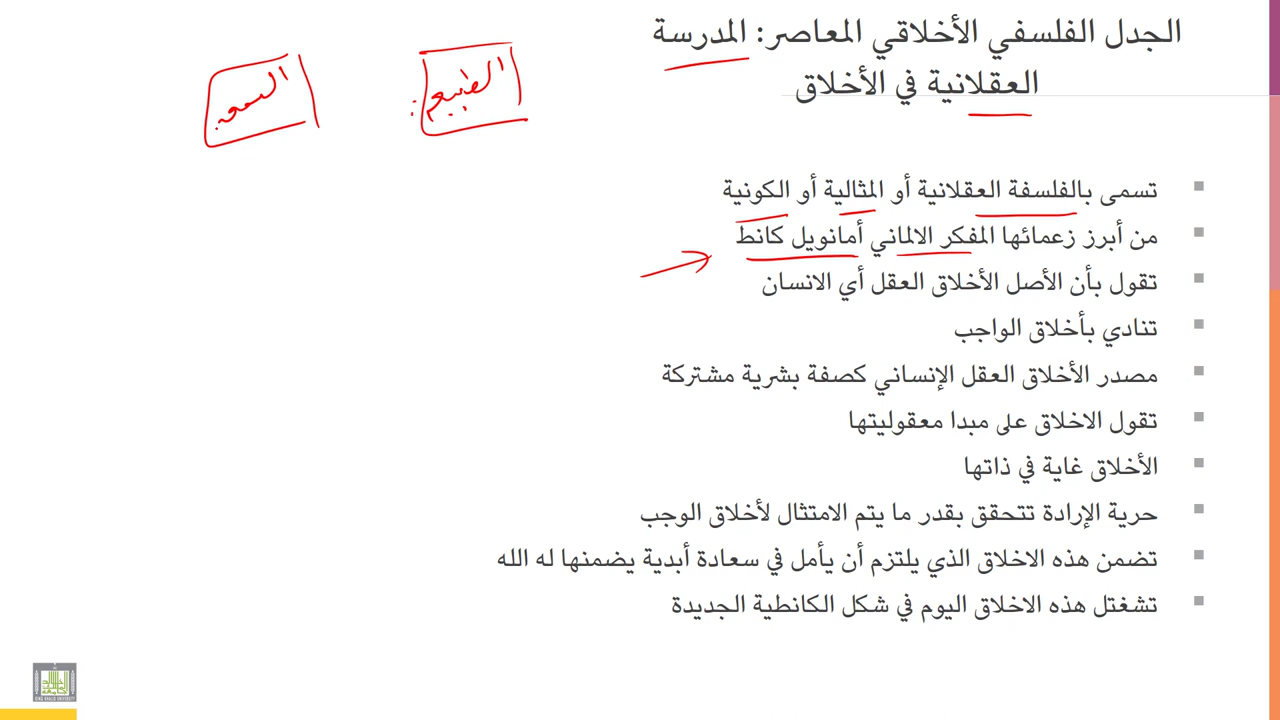 الجدل الفلسفي الأخلاقي المعاصر: المدرسة
العقلانية في الأخلاق
تسمى بالفلسفة العقلانية أو المثالية أو الكونية
من أبرز زعمائها المفكر الالماني أمانويل كانط
تقول بأن الأصل الأخلاق العقل أي الانسان
تنادي بأخلاق الواجب
مصدر الأخلاق العقل الإنساني كصفة بشرية مشتركة
تقول الاخلاق على مبدا معقوليتها
الأخلاق غاية في ذاتها
حرية الإرادة تتحقق بقدر ما يتم الامتثال لأخلاق الوجب
تضمن هذه الاخلاق الذي يلتزم أن يأمل في سعادة أبدية يضمنها له الله
تشغتل هذه الاخلاق اليوم في شكل الكانطية الجديدة